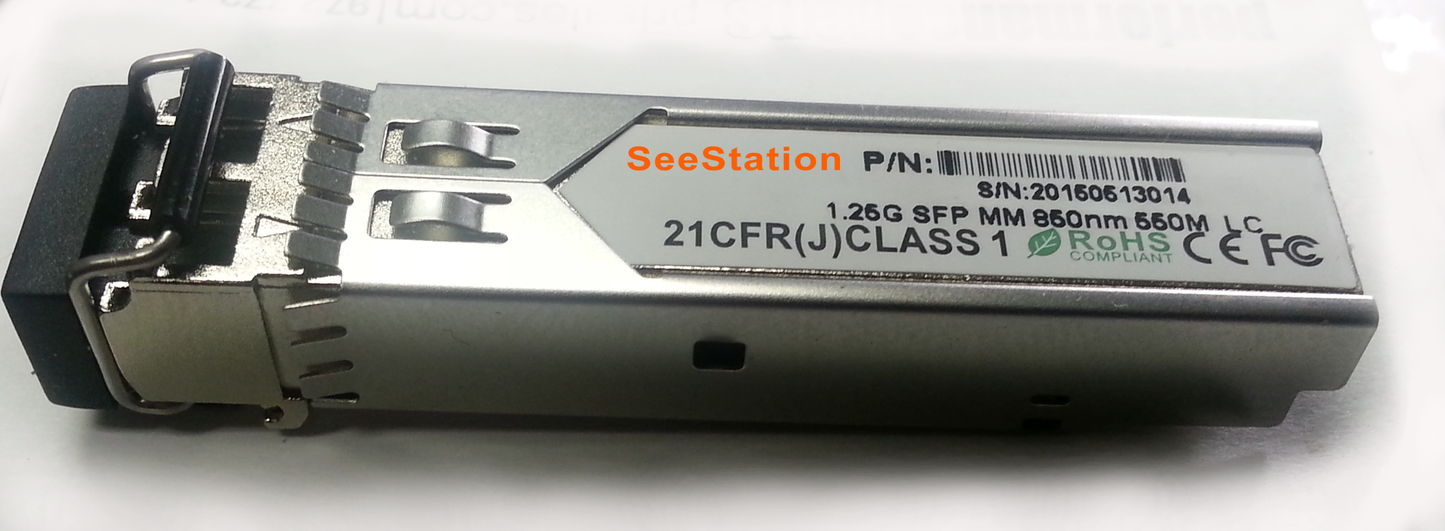 SeeStation P/N:
S/N:20150513014
1.25G SFP MM 850nm 550M LC
21CFR(J)CLASS 1 RoHS COMPLIANT CE FC